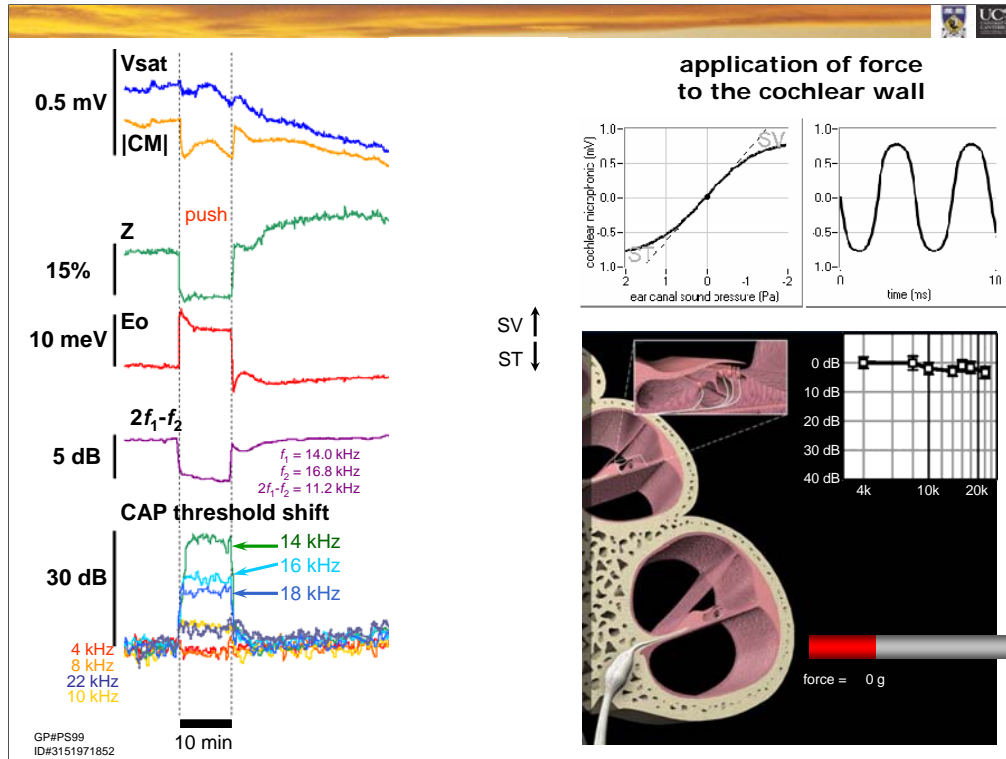 UCS
Vsat
0.5 mV
|CM|
push
Z
15%
Eo
10 meV
2f1-f2
5 dB
f1 = 14.0 kHz
f2 = 16.8 kHz
2f1-f2 = 11.2 kHz
CAP threshold shift
30 dB
14 kHz
16 kHz
18 kHz
4 kHz
8 kHz
22 kHz
10 kHz
10 min
GP#PS99
ID#3151971852
SV
ST
application of force
to the cochlear wall
cochlear microphonic (mV)
1.0
0.5
0.0
-0.5
1.0
SV
ST
2 1 0 -1 -2
ear canal sound pressure (Pa)
1.0
0.5
0.0
-0.5
1.0
0 10
time (ms)
0 dB
10 dB
20 dB
30 dB
40 dB
4k 10k 20k
force = 0 g